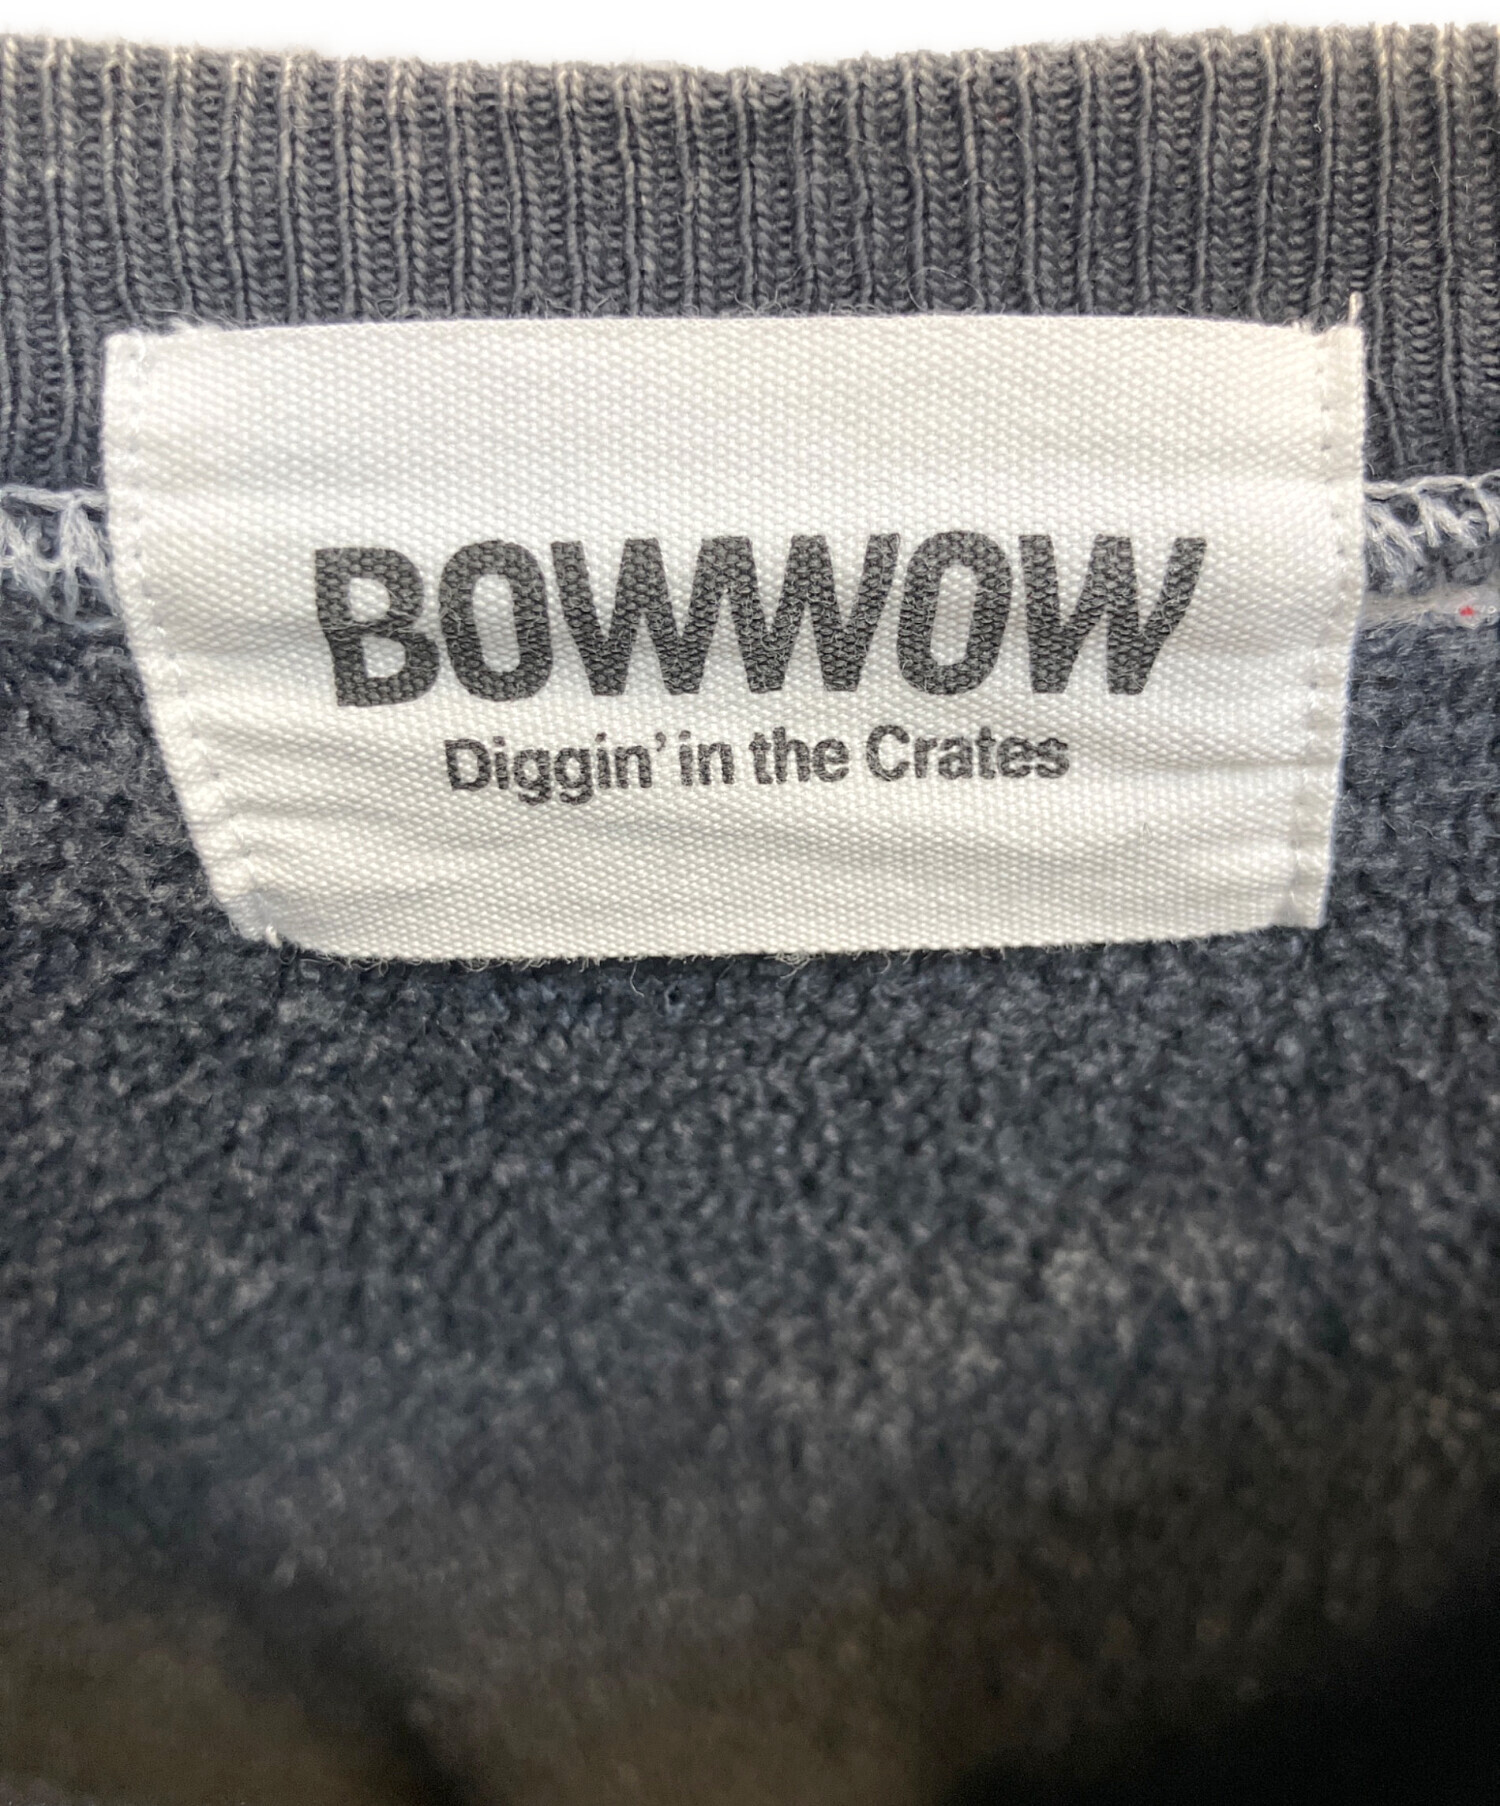 BOWWOW
Diggin’ in the Crates